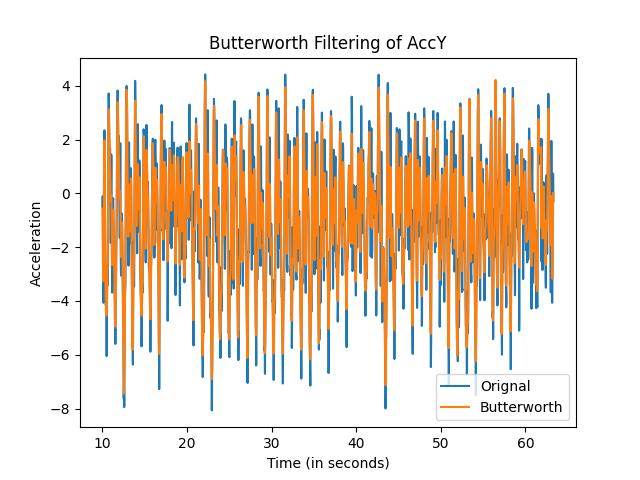 Butterworth Filtering of AccY
Acceleration
4
2
0
−2
−4
−6
−8
10
20
30
40
50
60
Time (in seconds)
Orignal
Butterworth